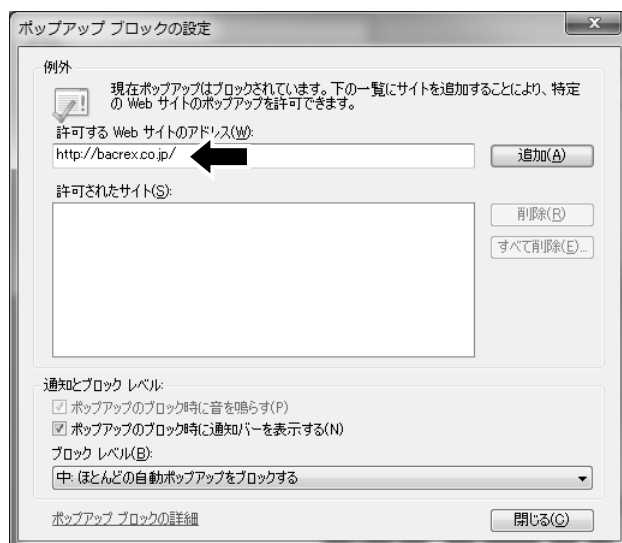 ポップアップ ブロックの設定
例外
現在ポップアップはブロックされています。下の一覧にサイトを追加することにより、特定
の Web サイトのポップアップを許可できます。
許可する Web サイトのアドレス(W):
http://bacrex.co.jp/
追加(A)
許可されたサイト(S):
削除(R)
すべて削除(E)...
通知とブロック レベル:
ポップアップのブロック時に音を鳴らす(P)
ポップアップのブロック時に通知バーを表示する(N)
ブロック レベル(B):
中: ほとんどの自動ポップアップをブロックする
ポップアップ ブロックの詳細
閉じる(C)